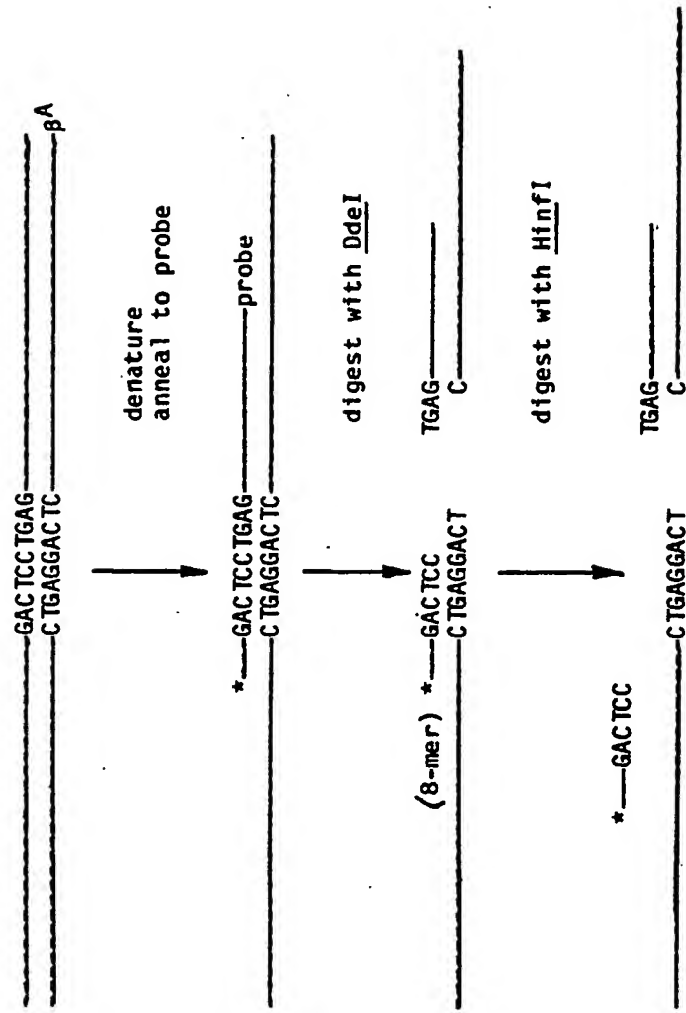 GACTCCTGAG
CTGAGGACTC βA
denature
anneal to probe
* GACTCCTGAG probe
CTGAGGACTC
digest with DdeI
(8-mer) * GACTCC TGAG
CTGAGGACT C
digest with HinfI
* GACTCC TGAG
CTGAGGACT C